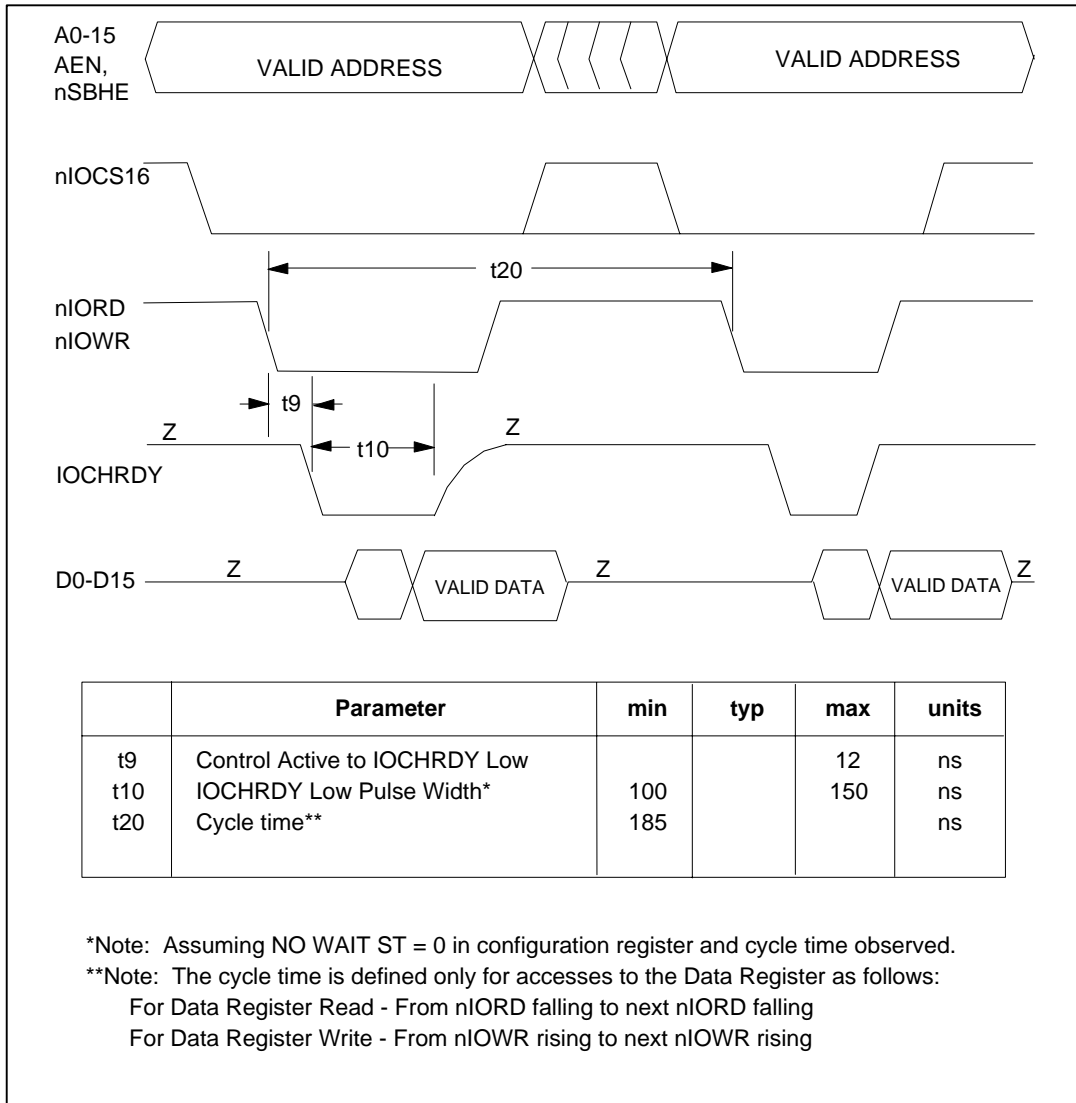 A0-15
AEN,
nSBHE
VALID ADDRESS
VALID ADDRESS
nIOCS16
t20
nIORD
nIOWR
t9
Z
t10
Z
IOCHRDY
D0-D15
Z
VALID DATA
Z
VALID DATA
Z
Parameter min typ max units
t9 Control Active to IOCHRDY Low 12 ns
t10 IOCHRDY Low Pulse Width* 100 150 ns
t20 Cycle time** 185 ns
*Note: Assuming NO WAIT ST = 0 in configuration register and cycle time observed.
**Note: The cycle time is defined only for accesses to the Data Register as follows:
For Data Register Read - From nIORD falling to next nIORD falling
For Data Register Write - From nIOWR rising to next nIOWR rising